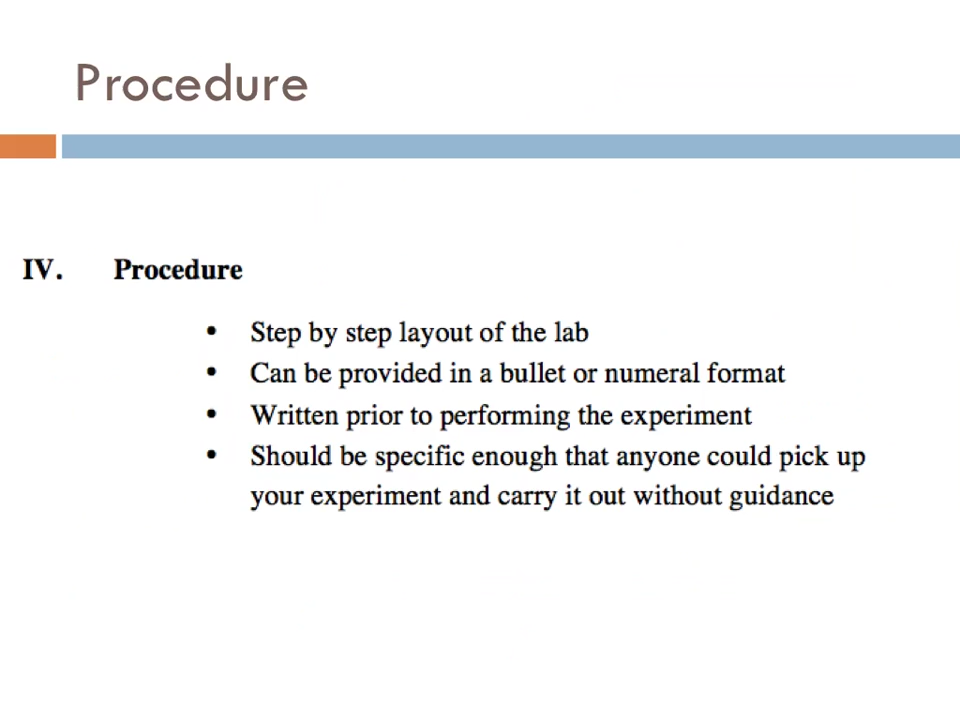 Procedure
IV. Procedure
• Step by step layout of the lab
• Can be provided in a bullet or numeral format
• Written prior to performing the experiment
• Should be specific enough that anyone could pick up
your experiment and carry it out without guidance